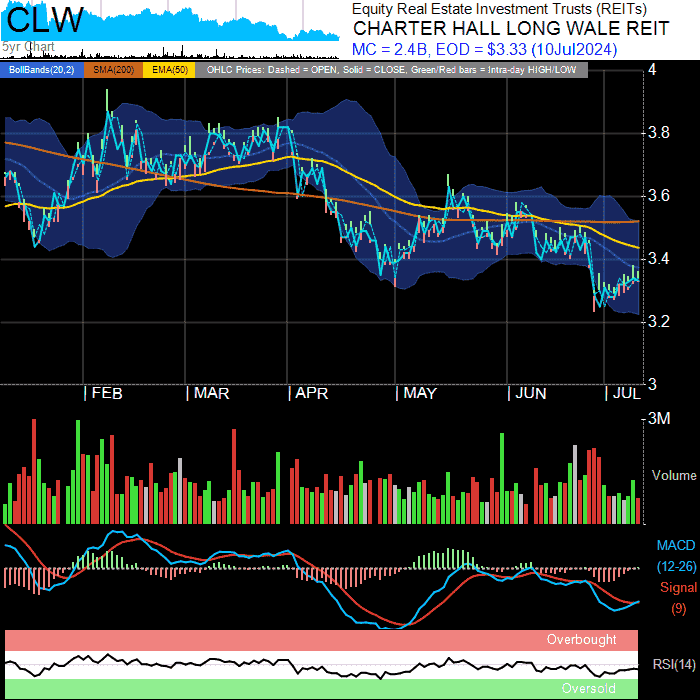 CLW
5yr Chart
Equity Real Estate Investment Trusts (REITs)
CHARTER HALL LONG WALE REIT
MC = 2.4B, EOD = $3.33 (10Jul2024)
BollBands(20,2) SMA(200) EMA(50) OHLC Prices: Dashed = OPEN, Solid = CLOSE, Green/Red bars = Intra-day HIGH/LOW
4
3.8
3.6
3.4
3.2
3
FEB MAR APR MAY JUN JUL
3M
Volume
MACD
(12-26)
Signal
(9)
Overbought
RSI(14)
Oversold